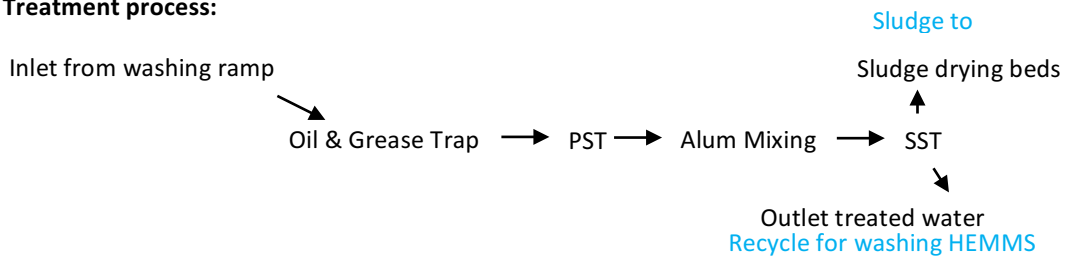 Treatment process:
Sludge to
Inlet from washing ramp
Sludge drying beds
Oil & Grease Trap
PST
Alum Mixing
SST
Outlet treated water
Recycle for washing HEMMS